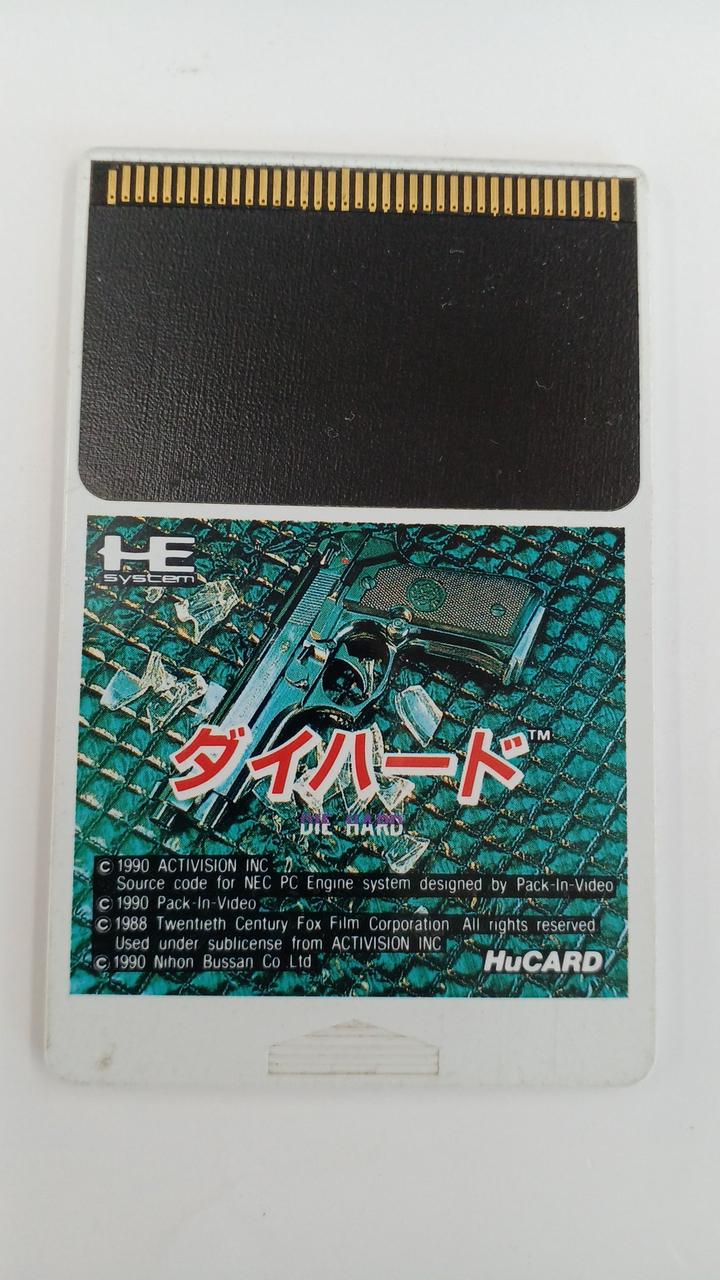 HE
system
ダイハード™
DIE HARD
© 1990 ACTIVISION INC
Source code for NEC PC Engine system designed by Pack-In-Video
© 1990 Pack-In-Video
© 1988 Twentieth Century Fox Film Corporation All rights reserved
Used under sublicense from ACTIVISION INC
© 1990 Nihon Bussan Co Ltd
HuCARD